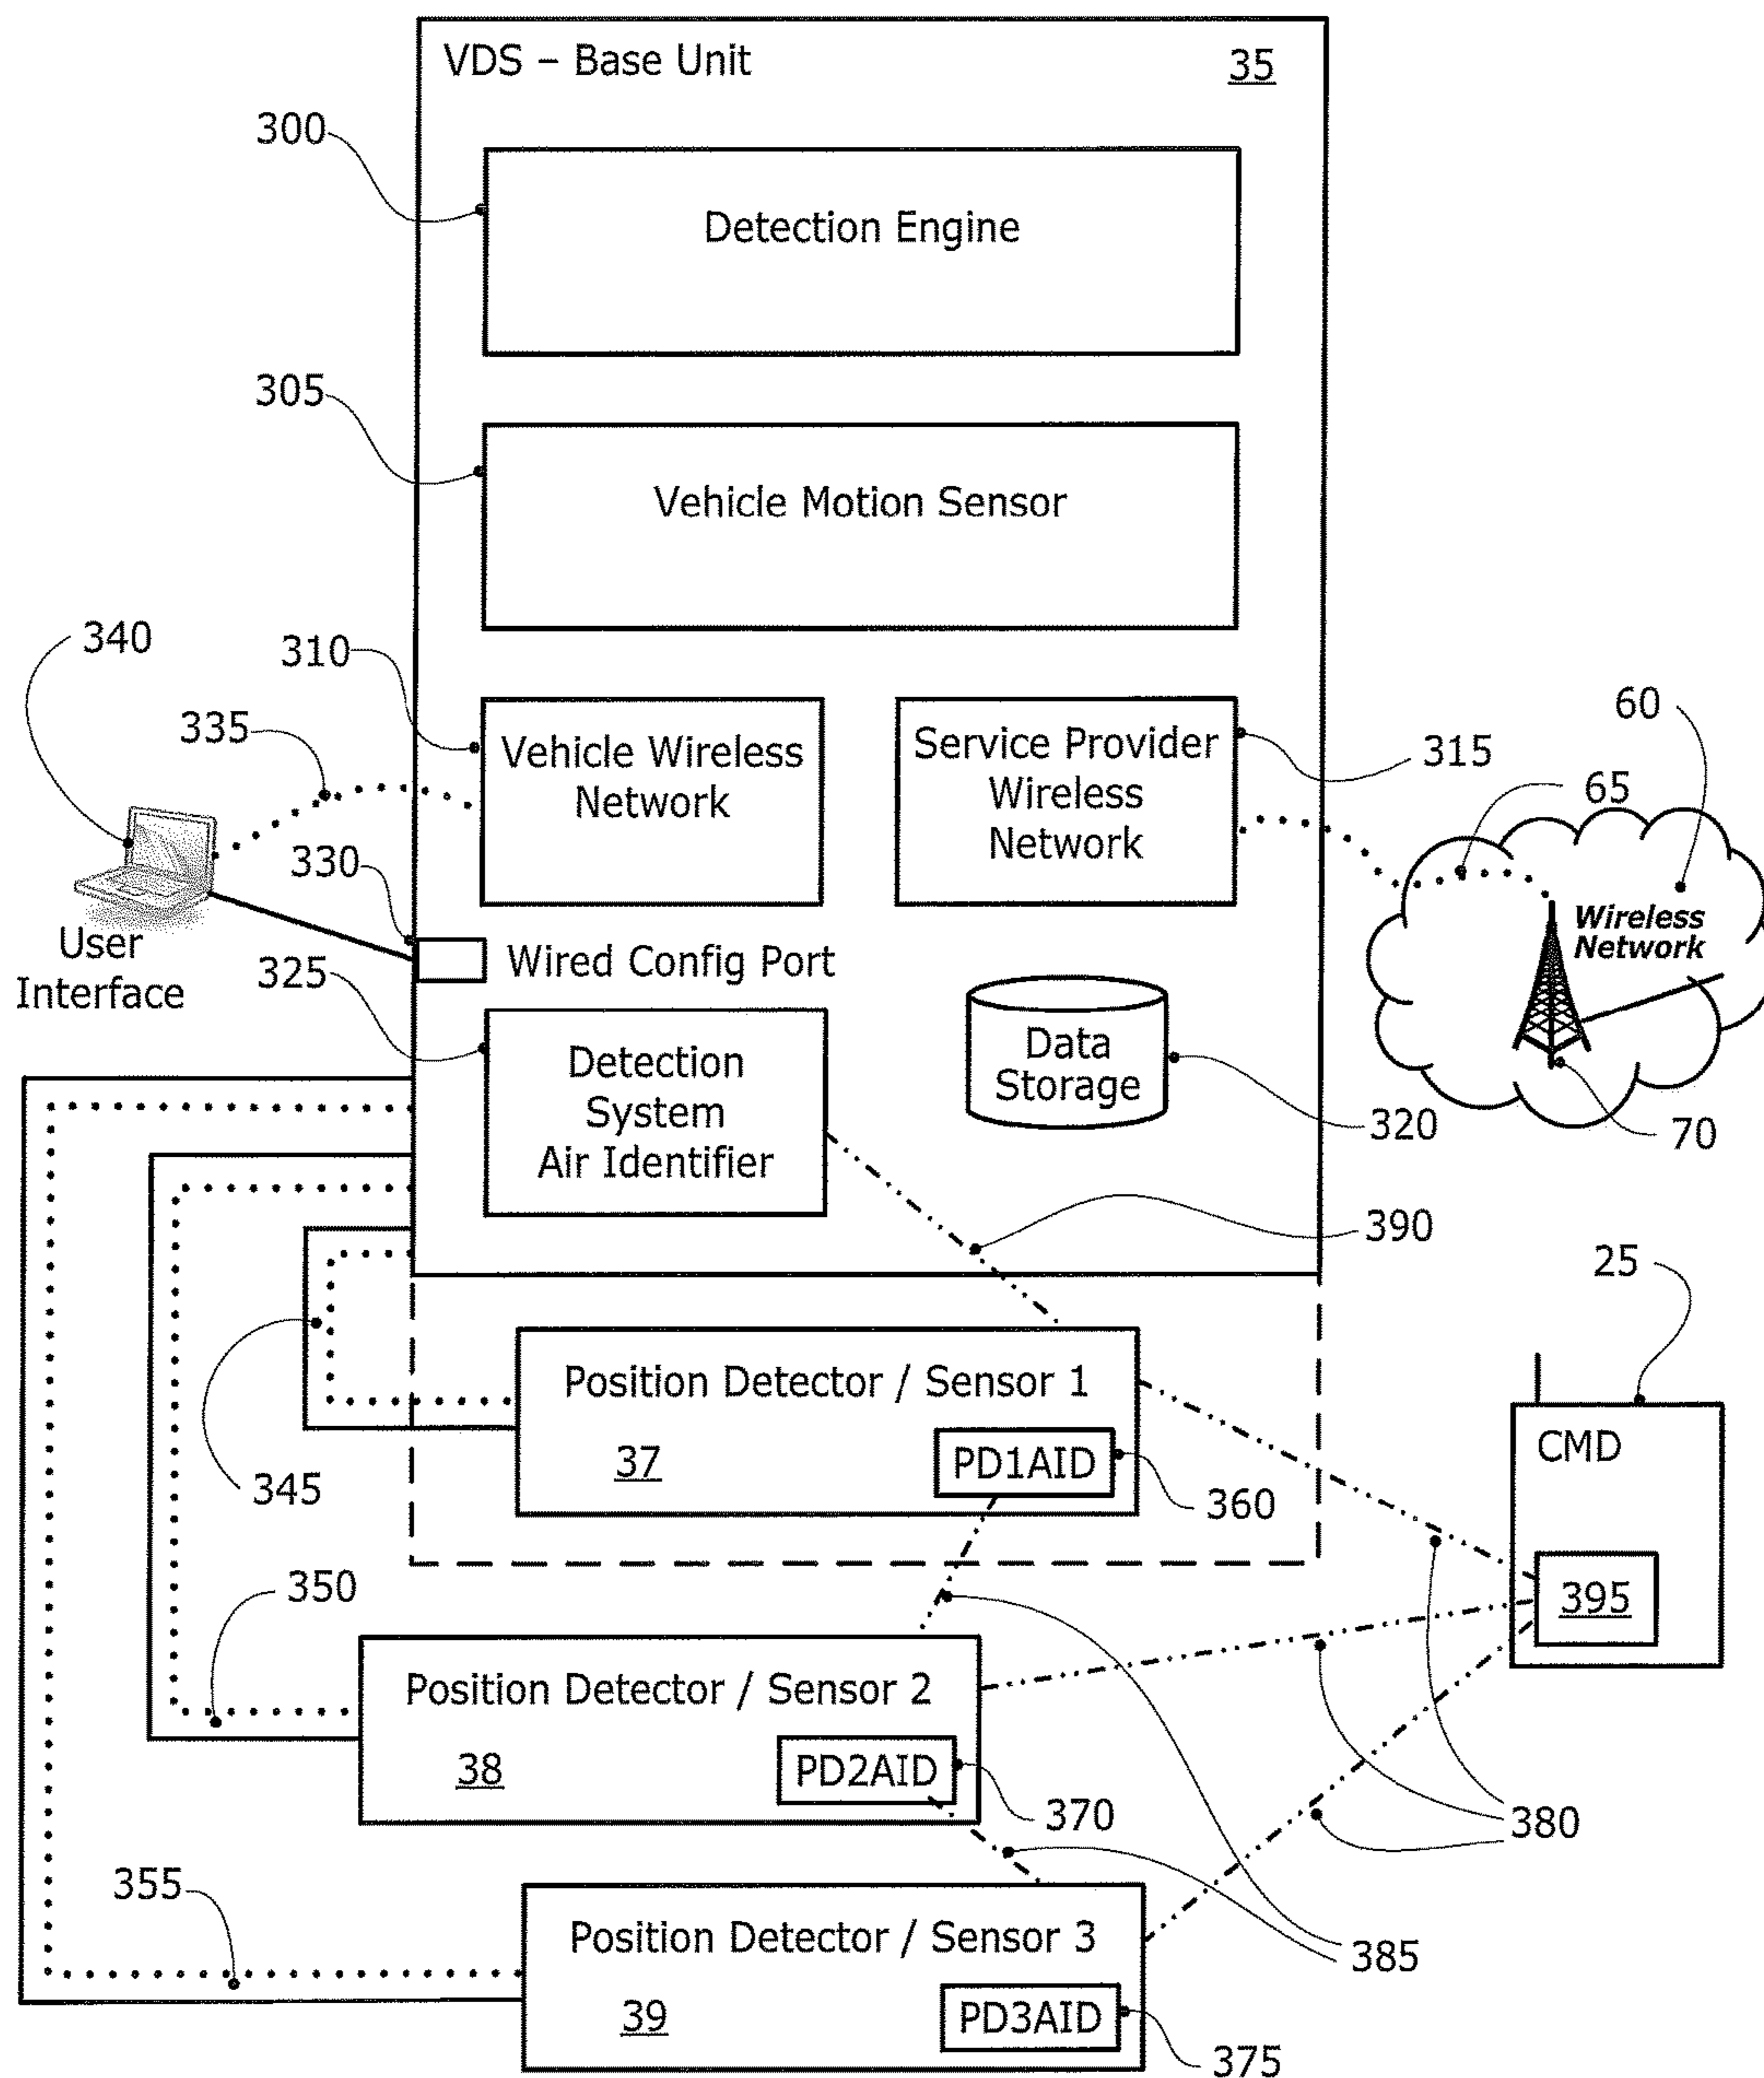 VDS – Base Unit
35
300
Detection Engine
305
Vehicle Motion Sensor
340
310
335
Vehicle Wireless
Network
Service Provider
Wireless
Network
315
60
65
Wireless
Network
70
330
User
Interface
Wired Config Port
325
Detection
System
Air Identifier
Data
Storage
320
390
25
345
Position Detector / Sensor 1
37
PD1AID
360
CMD
395
350
Position Detector / Sensor 2
38
PD2AID
370
380
355
Position Detector / Sensor 3
39
PD3AID
385
375